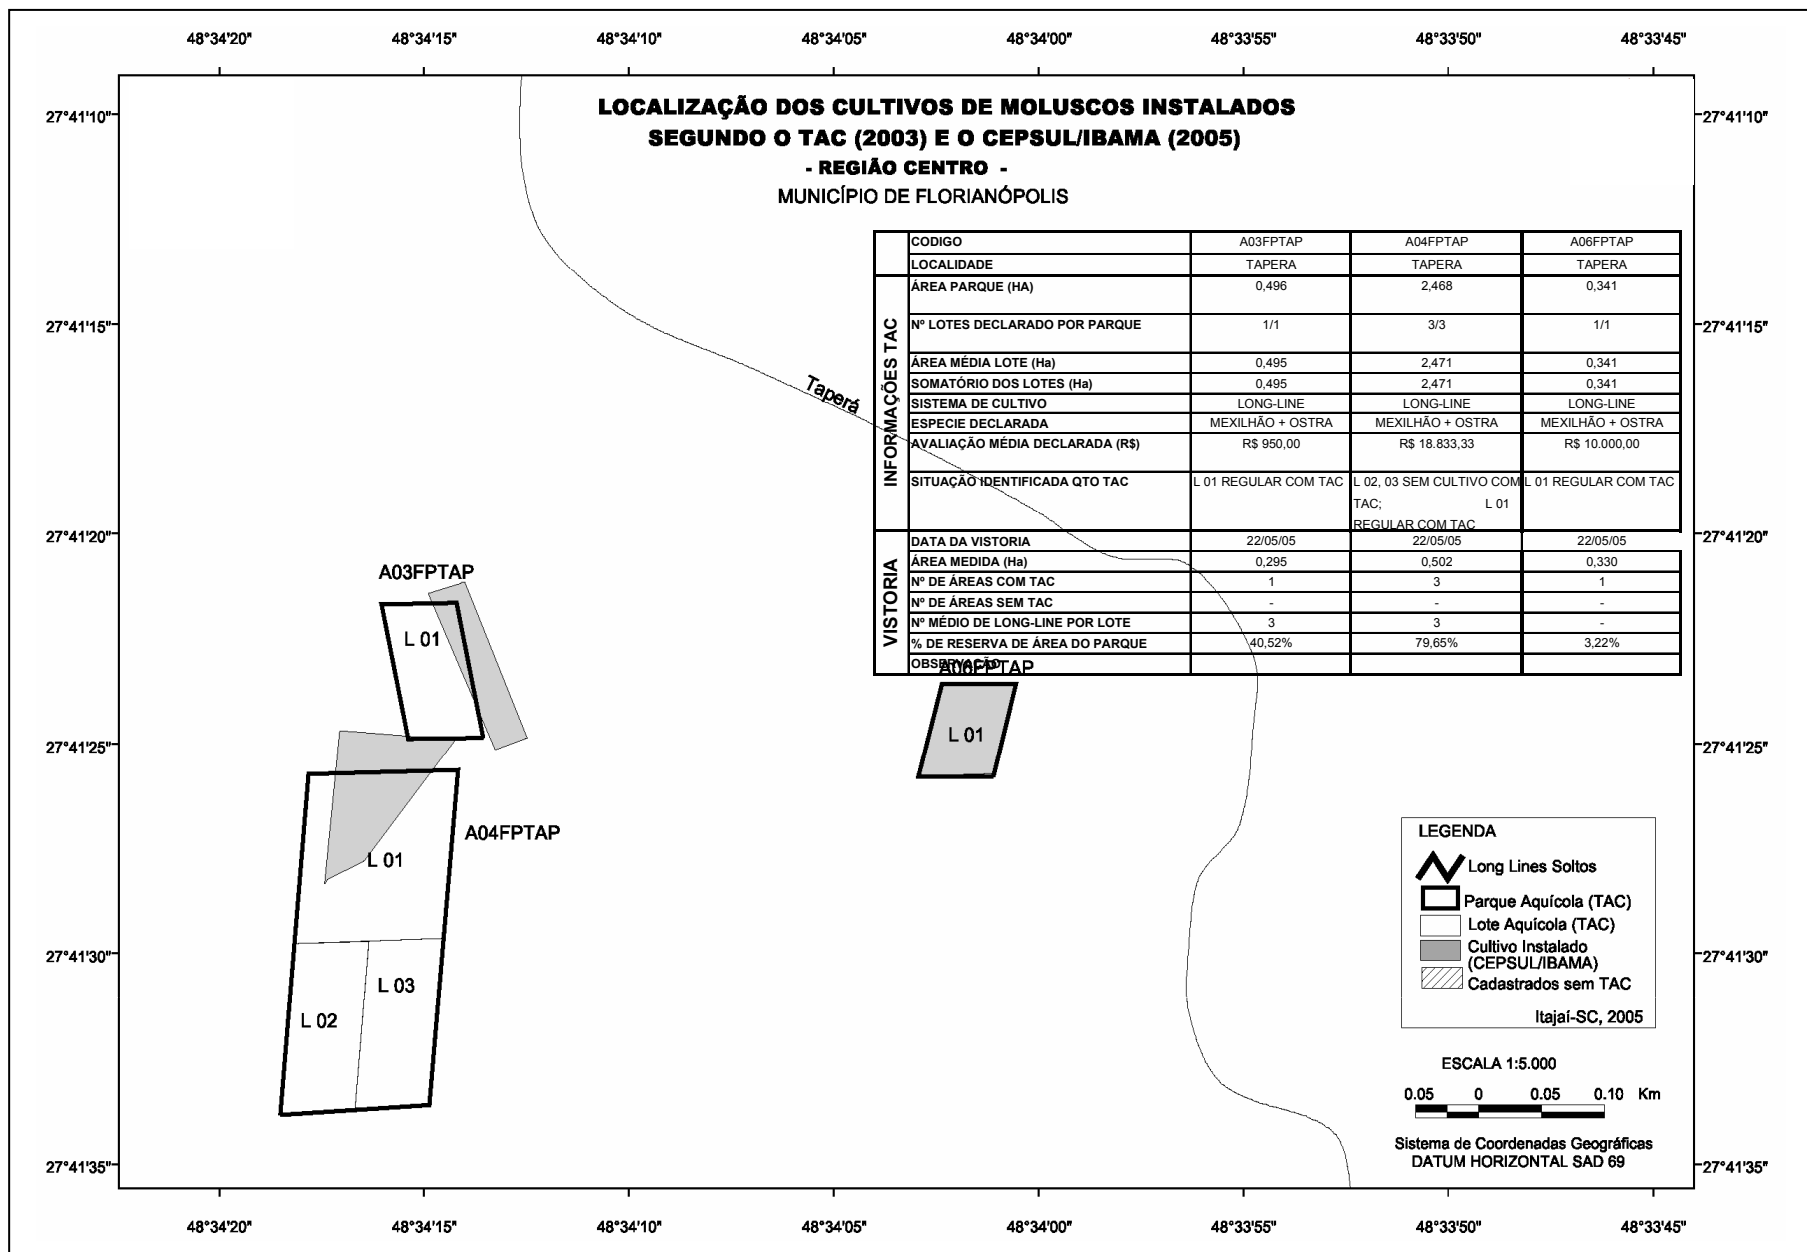 48°34'20" 48°34'15" 48°34'10" 48°34'05" 48°34'00" 48°33'55" 48°33'50" 48°33'45"
LOCALIZAÇÃO DOS CULTIVOS DE MOLUSCOS INSTALADOS
SEGUNDO O TAC (2003) E O CEPSUL/IBAMA (2005)
- REGIÃO CENTRO -
MUNICÍPIO DE FLORIANÓPOLIS
27°41'10" 27°41'10"
27°41'15" 27°41'15"
27°41'20" 27°41'20"
27°41'25" 27°41'25"
27°41'30" 27°41'30"
27°41'35" 27°41'35"
CODIGO A03FPTAP A04FPTAP A06FPTAP
LOCALIDADE TAPERA TAPERA TAPERA
INFORMAÇÕES TAC
ÁREA PARQUE (HA) 0,496 2,468 0,341
Nº LOTES DECLARADO POR PARQUE 1/1 3/3 1/1
ÁREA MÉDIA LOTE (Ha) 0,495 2,471 0,341
SOMATÓRIO DOS LOTES (Ha) 0,495 2,471 0,341
SISTEMA DE CULTIVO LONG-LINE LONG-LINE LONG-LINE
ESPECIE DECLARADA MEXILHÃO + OSTRA MEXILHÃO + OSTRA MEXILHÃO + OSTRA
AVALIAÇÃO MÉDIA DECLARADA (R$) R$ 950,00 R$ 18.833,33 R$ 10.000,00
SITUAÇÃO IDENTIFICADA QTO TAC L 01 REGULAR COM TAC L 02, 03 SEM CULTIVO COM L 01 REGULAR COM TAC
TAC; L 01
REGULAR COM TAC
VISTORIA
DATA DA VISTORIA 22/05/05 22/05/05 22/05/05
ÁREA MEDIDA (Ha) 0,295 0,502 0,330
Nº DE ÁREAS COM TAC 1 3 1
Nº DE ÁREAS SEM TAC - - -
Nº MÉDIO DE LONG-LINE POR LOTE 3 3 -
% DE RESERVA DE ÁREA DO PARQUE 40,52% 79,65% 3,22%
OBSERVAÇÃO
Taperá
A03FPTAP
L 01
A06FPTAP
L 01
A04FPTAP
L 01
L 03
L 02
LEGENDA
Long Lines Soltos
Parque Aquícola (TAC)
Lote Aquícola (TAC)
Cultivo Instalado
(CEPSUL/IBAMA)
Cadastrados sem TAC
Itajaí-SC, 2005
ESCALA 1:5.000
0.05 0 0.05 0.10 Km
Sistema de Coordenadas Geográficas
DATUM HORIZONTAL SAD 69
48°34'20" 48°34'15" 48°34'10" 48°34'05" 48°34'00" 48°33'55" 48°33'50" 48°33'45"